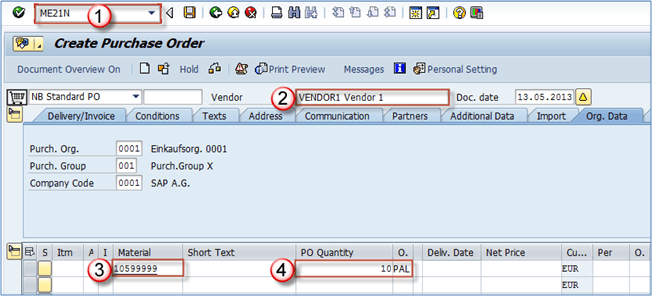 ME21N
1
Create Purchase Order
Document Overview On Hold Print Preview Messages Personal Setting
NB Standard PO Vendor 2 VENDOR1 Vendor 1 Doc. date 13.05.2013
Delivery/Invoice Conditions Texts Address Communication Partners Additional Data Import Org. Data
Purch. Org. 0001 Einkaufsorg. 0001
Purch. Group 001 Purch.Group X
Company Code 0001 SAP A.G.
S Itm A I Material Short Text PO Quantity O. Deliv. Date Net Price Cu... Per O.
3 10599999 4 10 PAL EUR
EUR